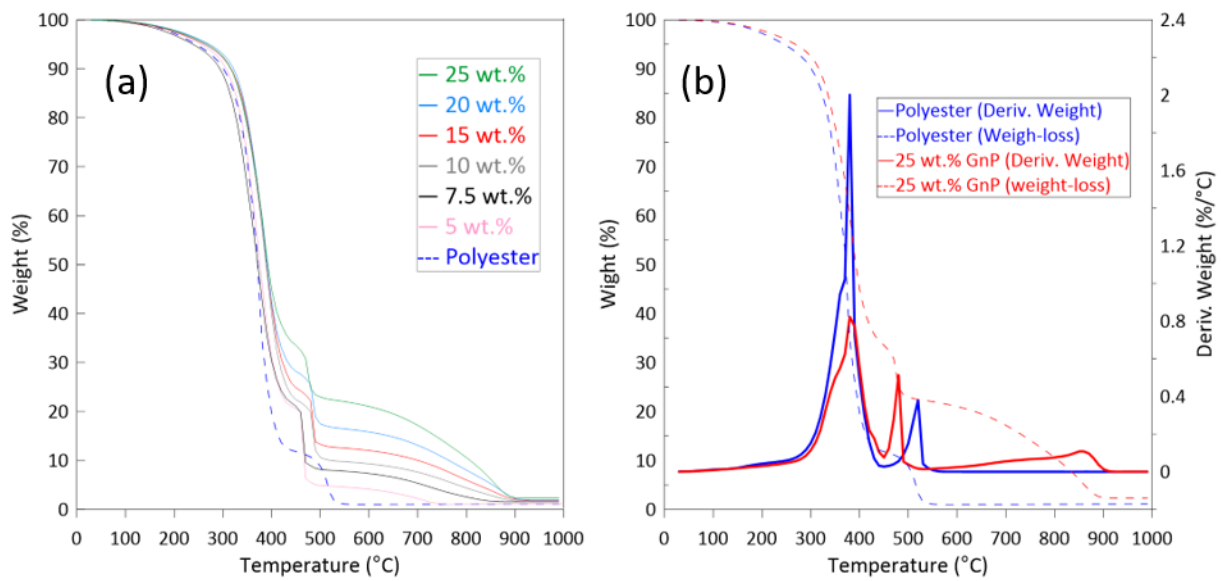 (a)
100
90
80
70
60
50
40
30
20
10
0
Weight (%)
0 100 200 300 400 500 600 700 800 900 1000
Temperature (°C)
25 wt.%
20 wt.%
15 wt.%
10 wt.%
7.5 wt.%
5 wt.%
Polyester
(b)
100
90
80
70
60
50
40
30
20
10
0
Wight (%)
0 100 200 300 400 500 600 700 800 900 1000
Temperature (°C)
2.4
2
1.6
1.2
0.8
0.4
0
Deriv. Weight (%/°C)
Polyester (Deriv. Weight)
Polyester (Weigh-loss)
25 wt.% GnP (Deriv. Weight)
25 wt.% GnP (weight-loss)